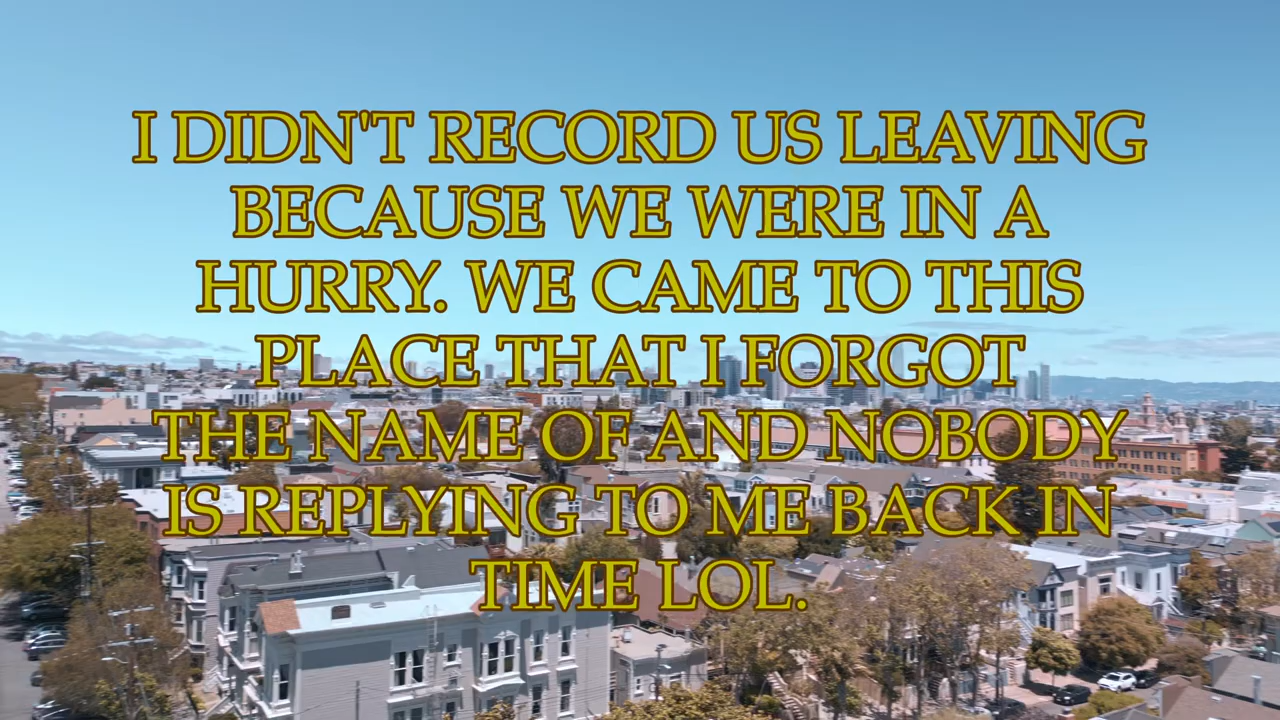 I DIDN'T RECORD US LEAVING
BECAUSE WE WERE IN A
HURRY. WE CAME TO THIS
PLACE THAT I FORGOT
THE NAME OF AND NOBODY
IS REPLYING TO ME BACK IN
TIME LOL.